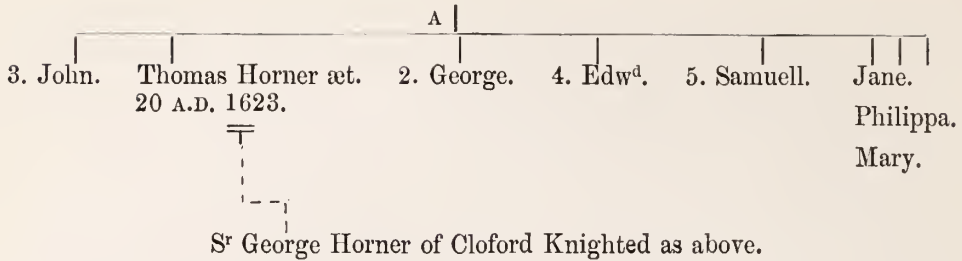 A
3. John. Thomas Horner æt. 2. George. 4. Edwᵈ. 5. Samuell. Jane.
20 A.D. 1623. Philippa.
Mary.
Sʳ George Horner of Cloford Knighted as above.